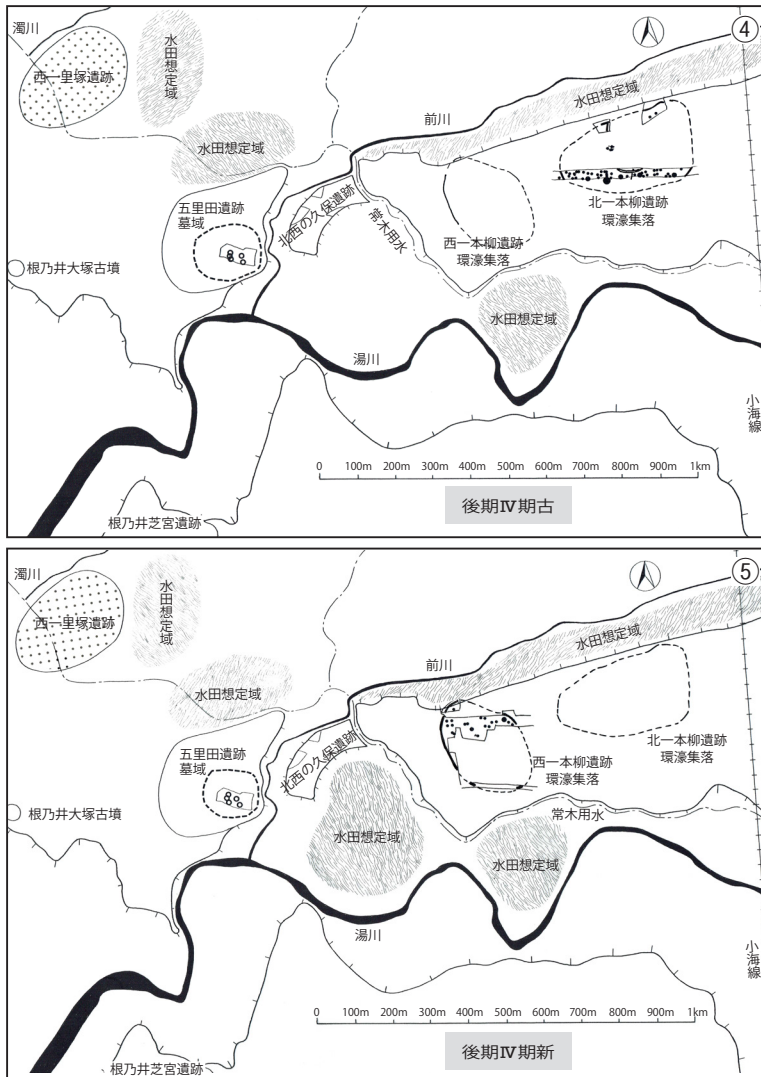 ④
濁川
西一里塚遺跡
水田想定域
水田想定域
前川
水田想定域
北一本柳遺跡
環濠集落
五里田遺跡
墓域
北西の久保遺跡
常木用水
西一本柳遺跡
環濠集落
根乃井大塚古墳
水田想定域
湯川
小海線
0 100m 200m 300m 400m 500m 600m 700m 800m 900m 1km
後期Ⅳ期古
根乃井芝宮遺跡
⑤
濁川
西一里塚遺跡
水田想定域
水田想定域
前川
水田想定域
五里田遺跡
墓域
北西の久保遺跡
西一本柳遺跡
環濠集落
北一本柳遺跡
環濠集落
根乃井大塚古墳
常木用水
水田想定域
水田想定域
湯川
小海線
0 100m 200m 300m 400m 500m 600m 700m 800m 900m 1km
後期Ⅳ期新
根乃井芝宮遺跡